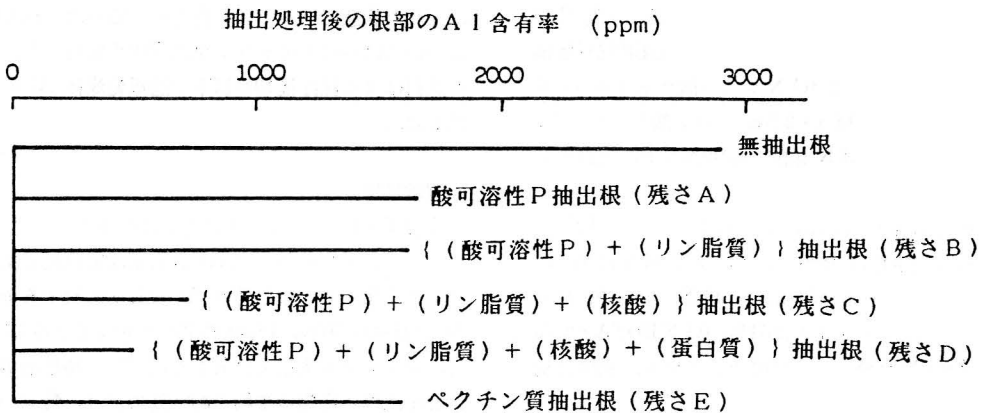 抽出処理後の根部のAl含有率 (ppm)
0 1000 2000 3000
無抽出根
酸可溶性P抽出根(残さA)
{(酸可溶性P)+(リン脂質)}抽出根(残さB)
{(酸可溶性P)+(リン脂質)+(核酸)}抽出根(残さC)
{(酸可溶性P)+(リン脂質)+(核酸)+(蛋白質)}抽出根(残さD)
ペクチン質抽出根(残さE)